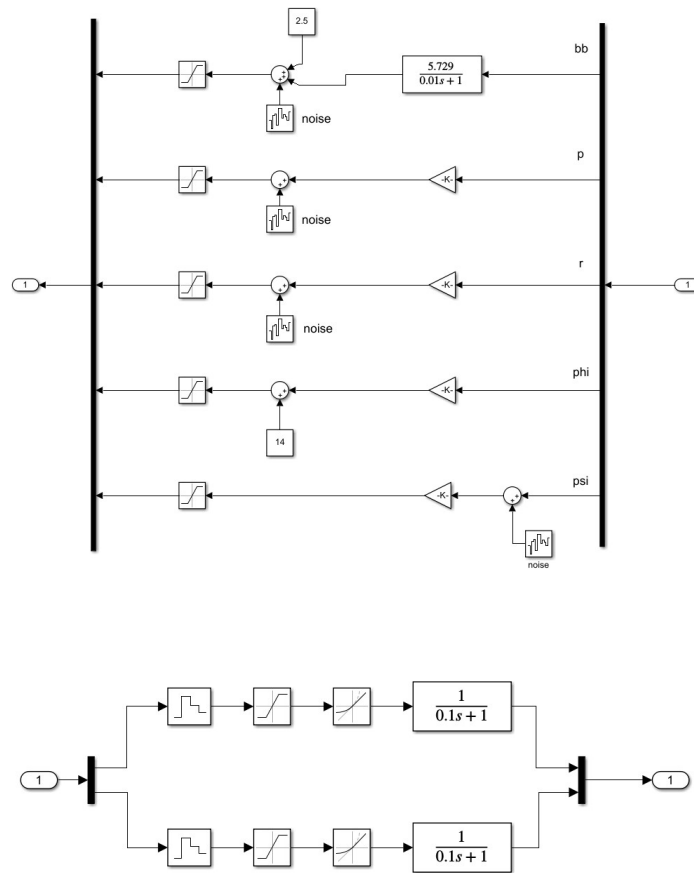 2.5
bb
5.729
0.01s + 1
noise
p
-K-
noise
r
-K-
1
1
noise
phi
-K-
14
psi
-K-
noise
1
0.1s + 1
1
1
1
0.1s + 1